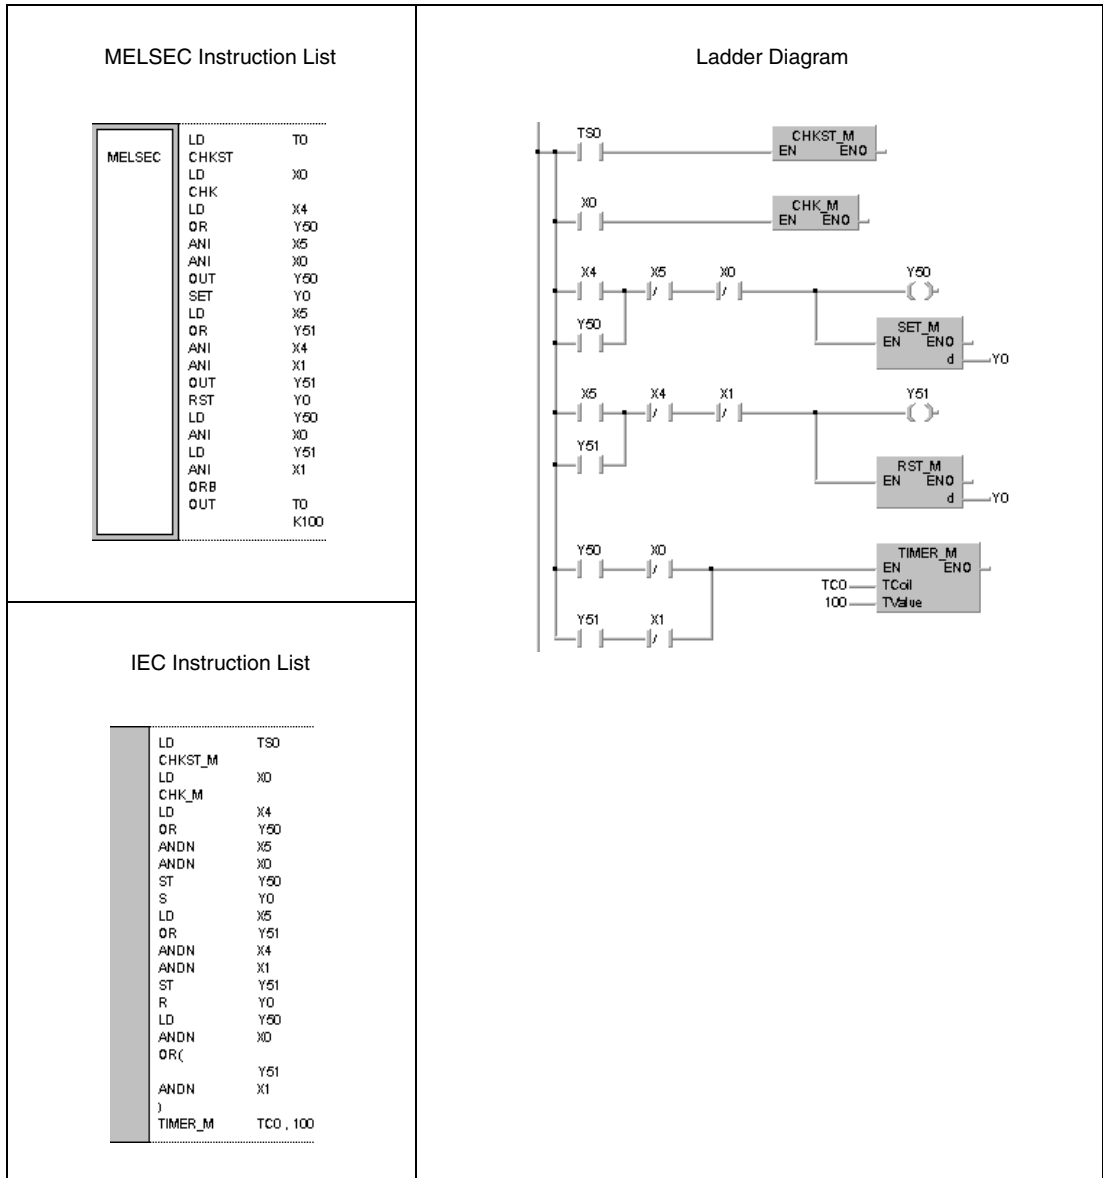 MELSEC Instruction List
MELSEC
LD T0
CHKST
LD X0
CHK
LD X4
OR Y50
ANI X5
ANI X0
OUT Y50
SET Y0
LD X5
OR Y51
ANI X4
ANI X1
OUT Y51
RST Y0
LD Y50
ANI X0
LD Y51
ANI X1
ORB
OUT T0
K100
IEC Instruction List
LD TS0
CHKST_M
LD X0
CHK_M
LD X4
OR Y50
ANDN X5
ANDN X0
ST Y50
S Y0
LD X5
OR Y51
ANDN X4
ANDN X1
ST Y51
R Y0
LD Y50
ANDN X0
OR(
Y51
ANDN X1
)
TIMER_M TC0 , 100
Ladder Diagram
TS0
CHKST_M
EN ENO
X0
CHK_M
EN ENO
X4 X5 X0 Y50
Y50
SET_M
EN ENO
d Y0
X5 X4 X1 Y51
Y51
RST_M
EN ENO
d Y0
Y50 X0
TIMER_M
EN ENO
TC0 TCoil
100 TValue
Y51 X1